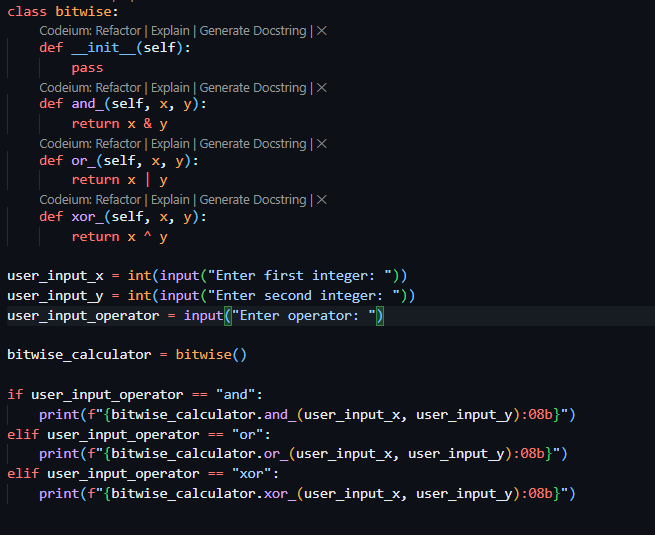 class bitwise:
Codeium: Refactor | Explain | Generate Docstring | ✕
    def __init__(self):
        pass
Codeium: Refactor | Explain | Generate Docstring | ✕
    def and_(self, x, y):
        return x & y
Codeium: Refactor | Explain | Generate Docstring | ✕
    def or_(self, x, y):
        return x | y
Codeium: Refactor | Explain | Generate Docstring | ✕
    def xor_(self, x, y):
        return x ^ y
user_input_x = int(input("Enter first integer: "))
user_input_y = int(input("Enter second integer: "))
user_input_operator = input("Enter operator: ")
bitwise_calculator = bitwise()
if user_input_operator == "and":
    print(f"{bitwise_calculator.and_(user_input_x, user_input_y):08b}")
elif user_input_operator == "or":
    print(f"{bitwise_calculator.or_(user_input_x, user_input_y):08b}")
elif user_input_operator == "xor":
    print(f"{bitwise_calculator.xor_(user_input_x, user_input_y):08b}")